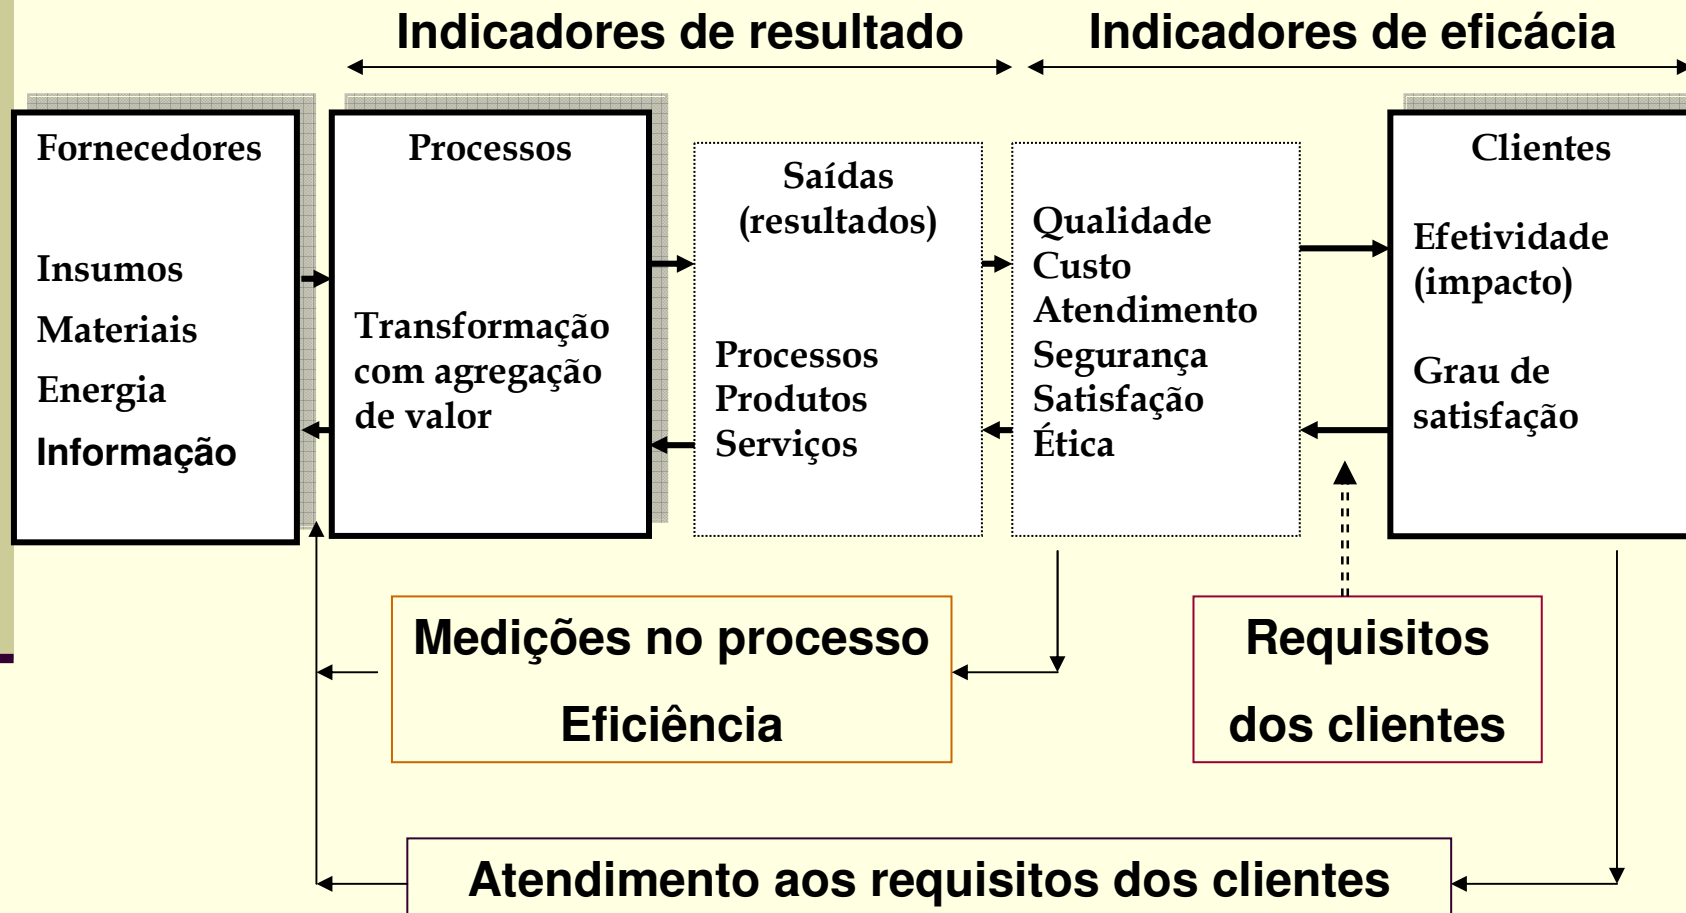 Indicadores de resultado
Indicadores de eficácia
Fornecedores
Insumos
Materiais
Energia
Informação
Processos
Transformação
com agregação
de valor
Saídas
(resultados)
Processos
Produtos
Serviços
Qualidade
Custo
Atendimento
Segurança
Satisfação
Ética
Clientes
Efetividade
(impacto)
Grau de
satisfação
Medições no processo
Eficiência
Requisitos
dos clientes
Atendimento aos requisitos dos clientes